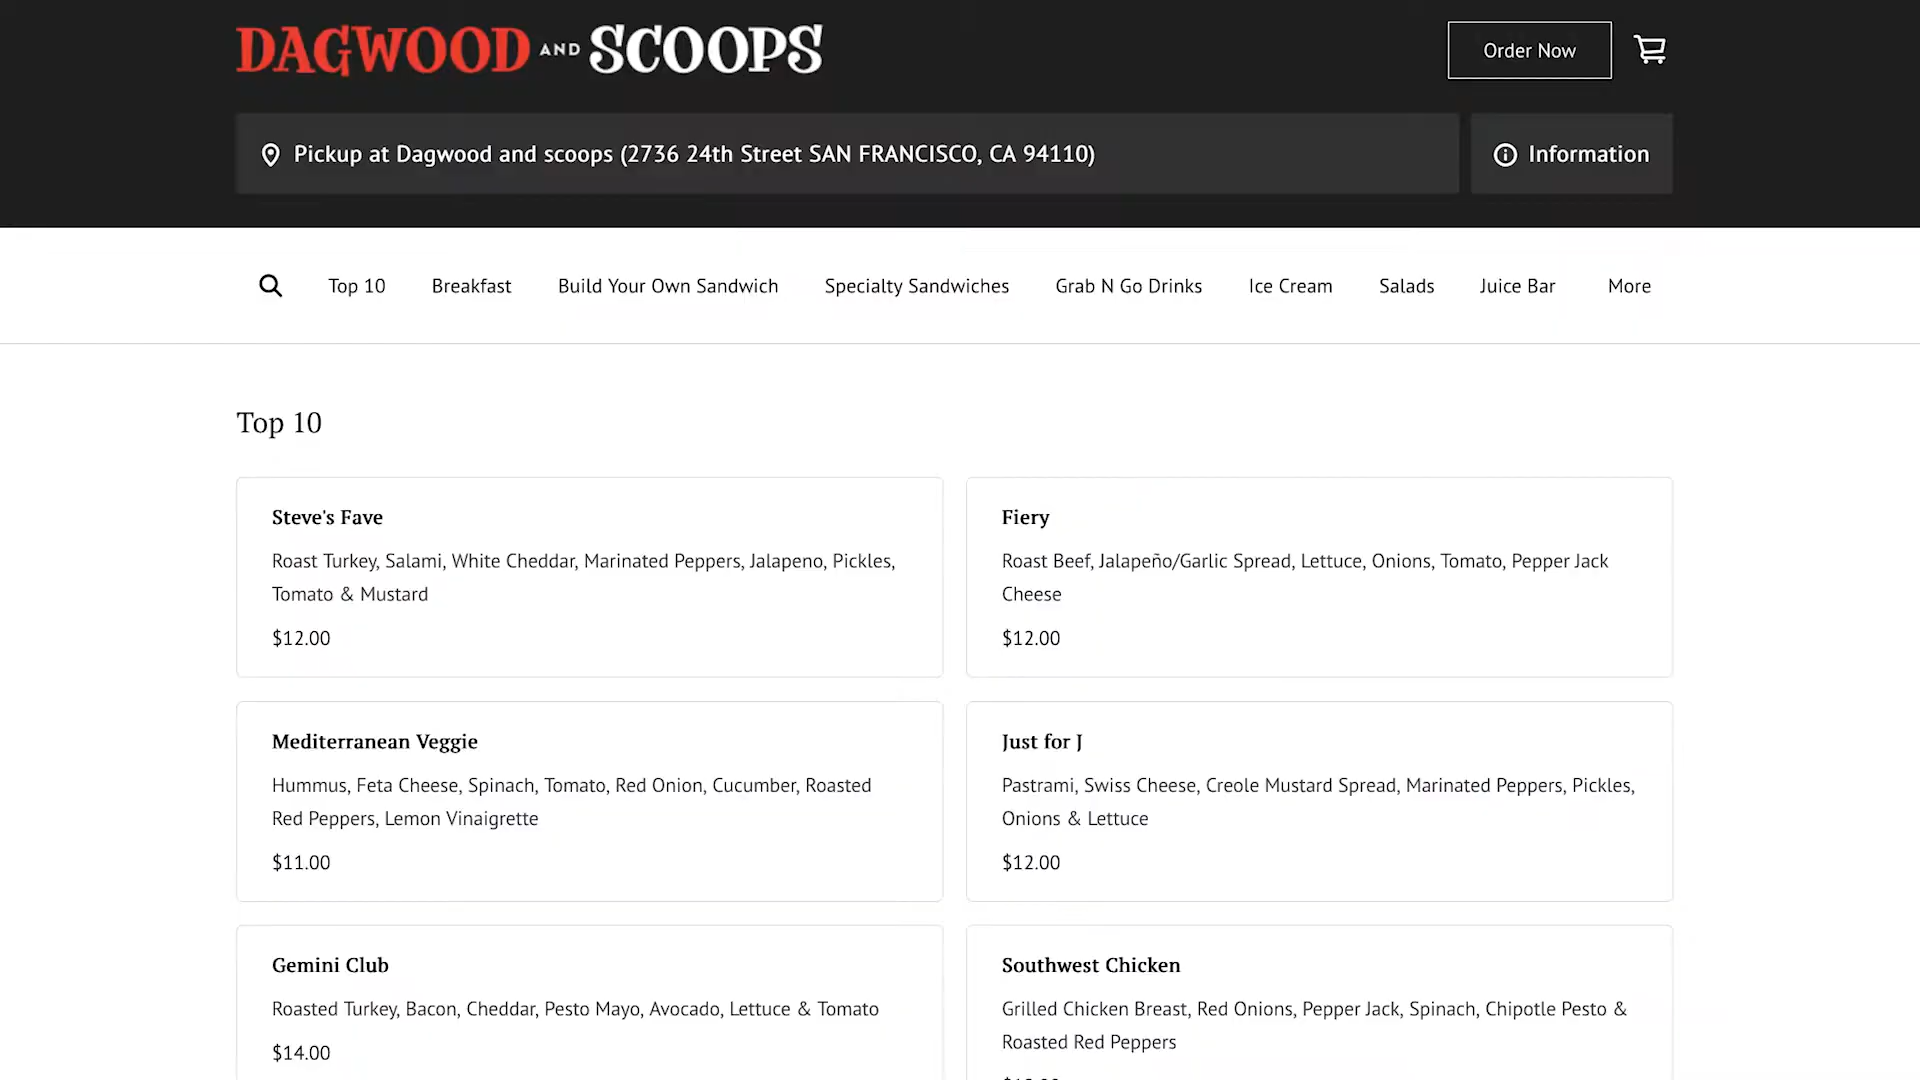 DAGWOOD AND SCOOPS
Order Now
Pickup at Dagwood and scoops (2736 24th Street SAN FRANCISCO, CA 94110)
Information
Top 10
Breakfast
Build Your Own Sandwich
Specialty Sandwiches
Grab N Go Drinks
Ice Cream
Salads
Juice Bar
More
Top 10
Steve's Fave
Roast Turkey, Salami, White Cheddar, Marinated Peppers, Jalapeno, Pickles,
Tomato & Mustard
$12.00
Fiery
Roast Beef, Jalapeño/Garlic Spread, Lettuce, Onions, Tomato, Pepper Jack
Cheese
$12.00
Mediterranean Veggie
Hummus, Feta Cheese, Spinach, Tomato, Red Onion, Cucumber, Roasted
Red Peppers, Lemon Vinaigrette
$11.00
Just for J
Pastrami, Swiss Cheese, Creole Mustard Spread, Marinated Peppers, Pickles,
Onions & Lettuce
$12.00
Gemini Club
Roasted Turkey, Bacon, Cheddar, Pesto Mayo, Avocado, Lettuce & Tomato
$14.00
Southwest Chicken
Grilled Chicken Breast, Red Onions, Pepper Jack, Spinach, Chipotle Pesto &
Roasted Red Peppers